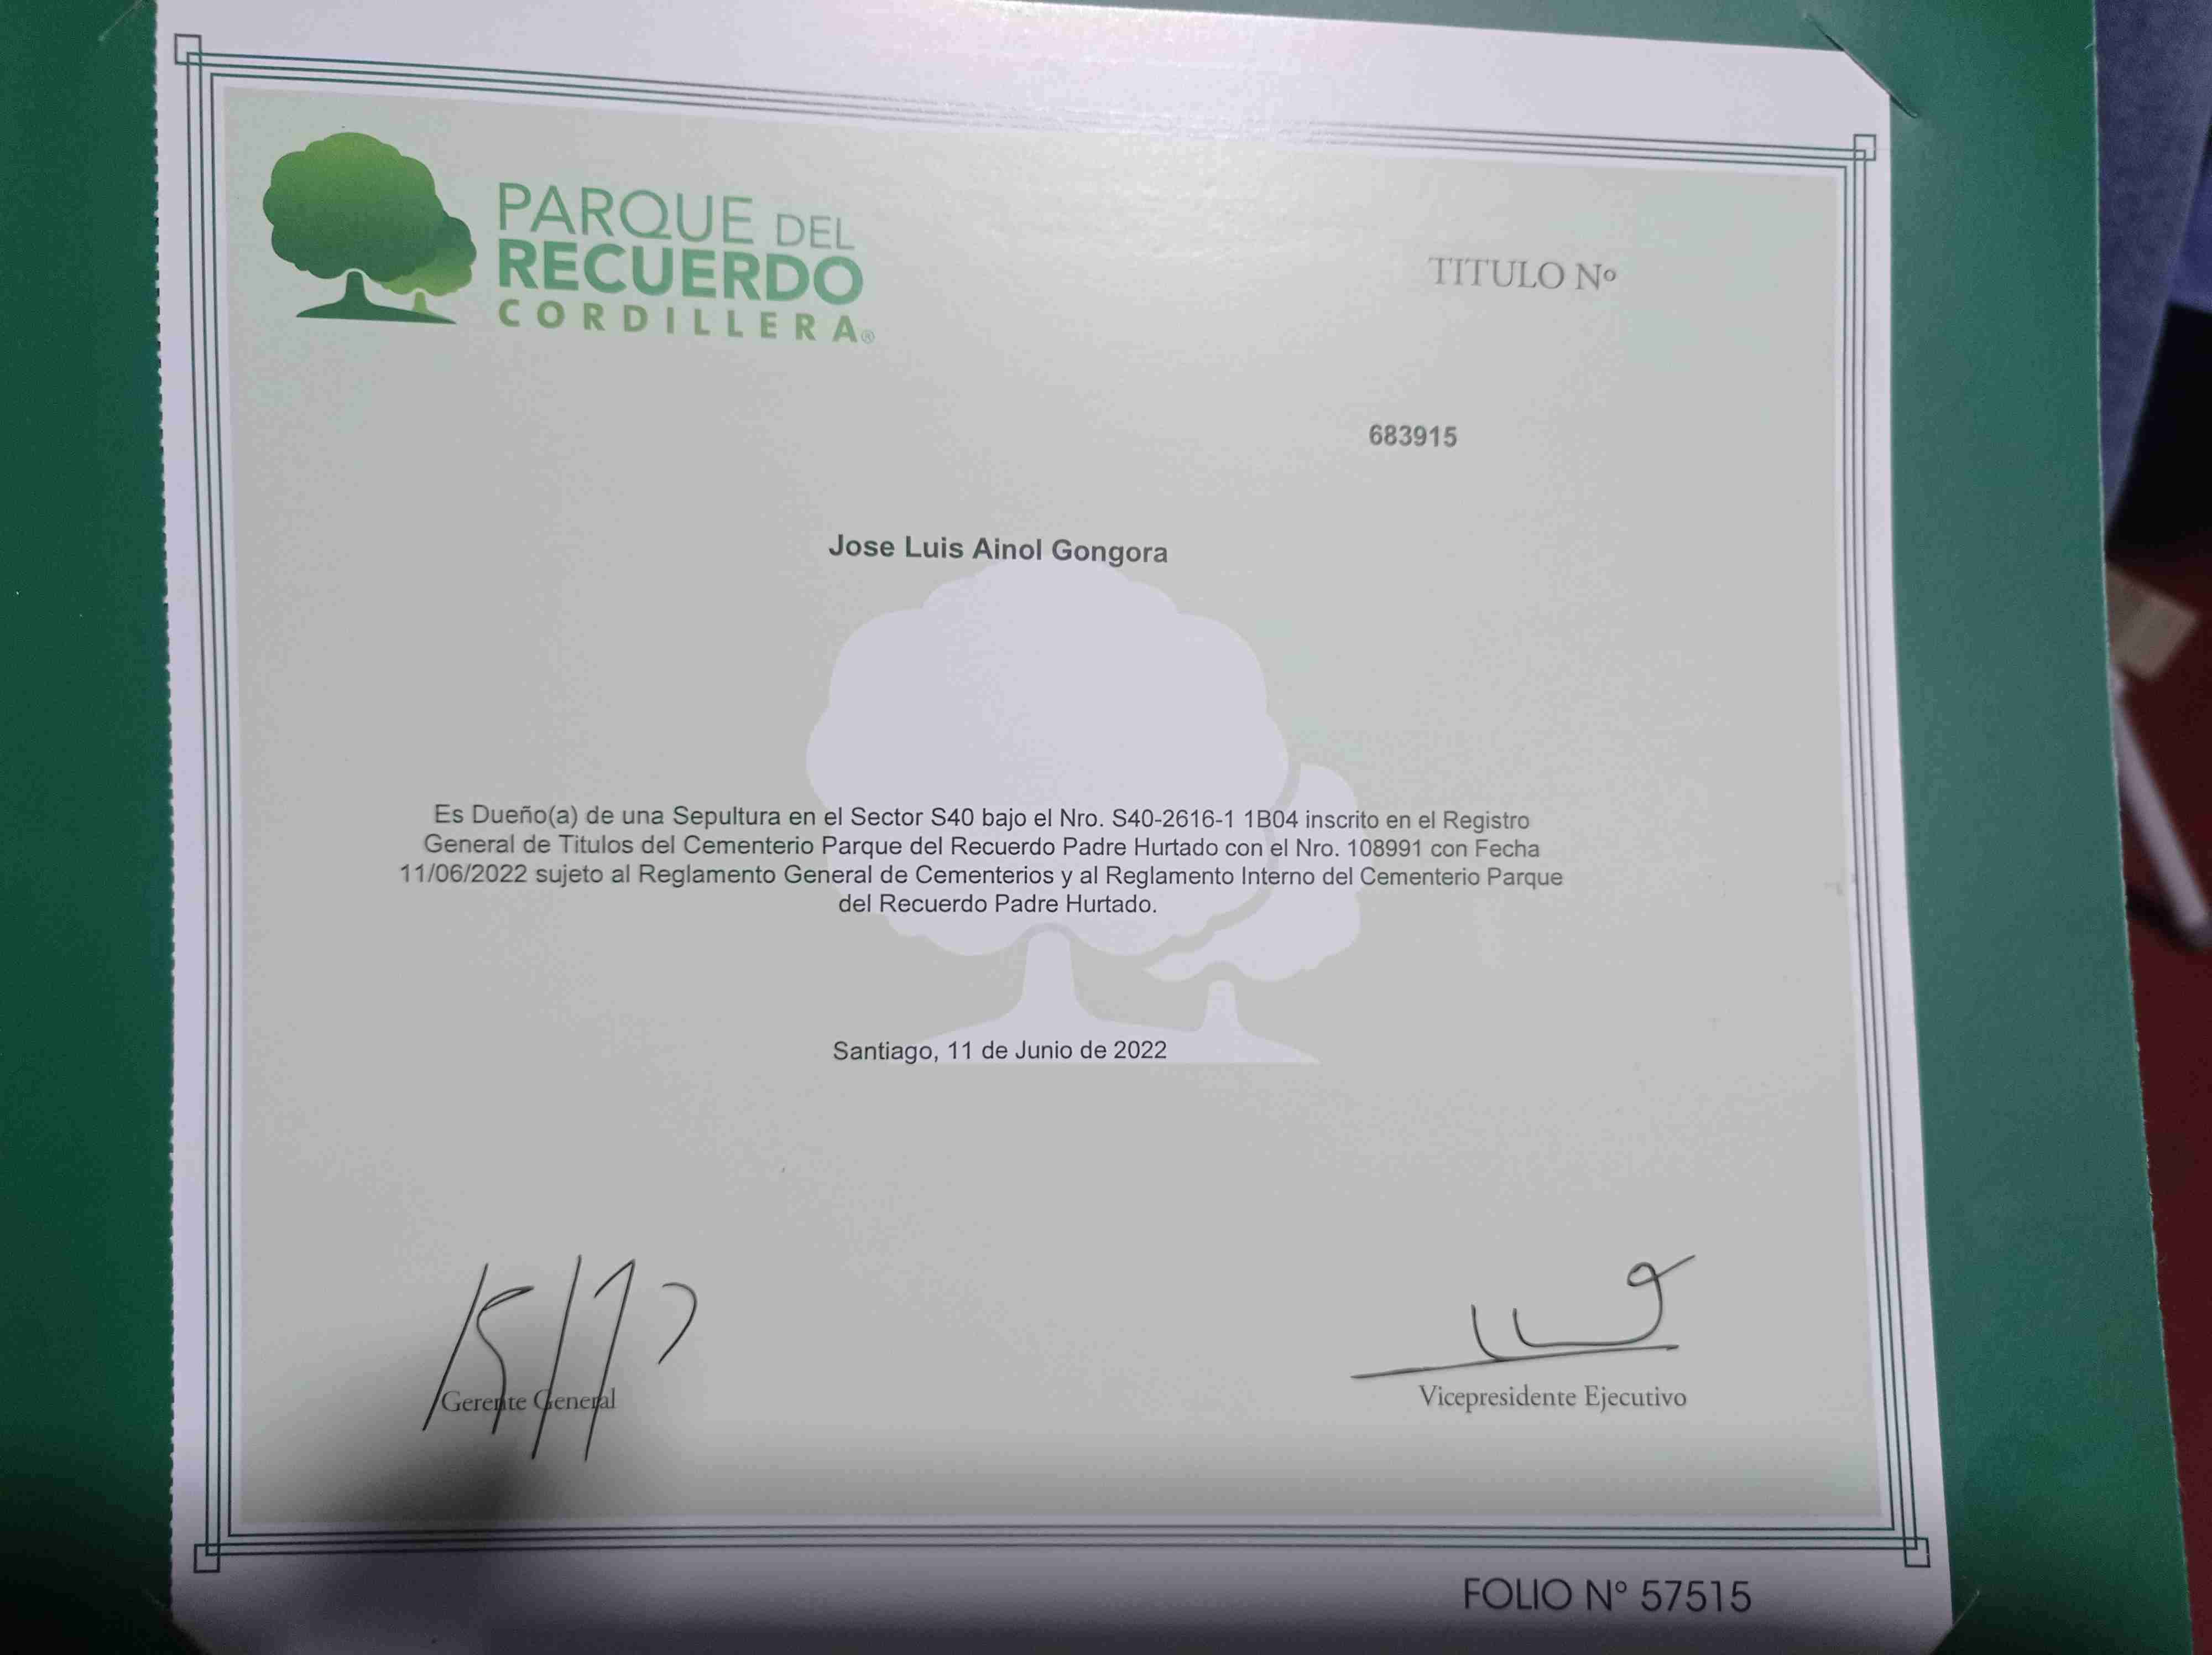 PARQUE DEL
RECUERDO
CORDILLERA®
TITULO Nº
683915
Jose Luis Ainol Gongora
Es Dueño(a) de una Sepultura en el Sector S40 bajo el Nro. S40-2616-1 1B04 inscrito en el Registro
General de Titulos del Cementerio Parque del Recuerdo Padre Hurtado con el Nro. 108991 con Fecha
11/06/2022 sujeto al Reglamento General de Cementerios y al Reglamento Interno del Cementerio Parque
del Recuerdo Padre Hurtado.
Santiago, 11 de Junio de 2022
Gerente General
Vicepresidente Ejecutivo
FOLIO Nº 57515